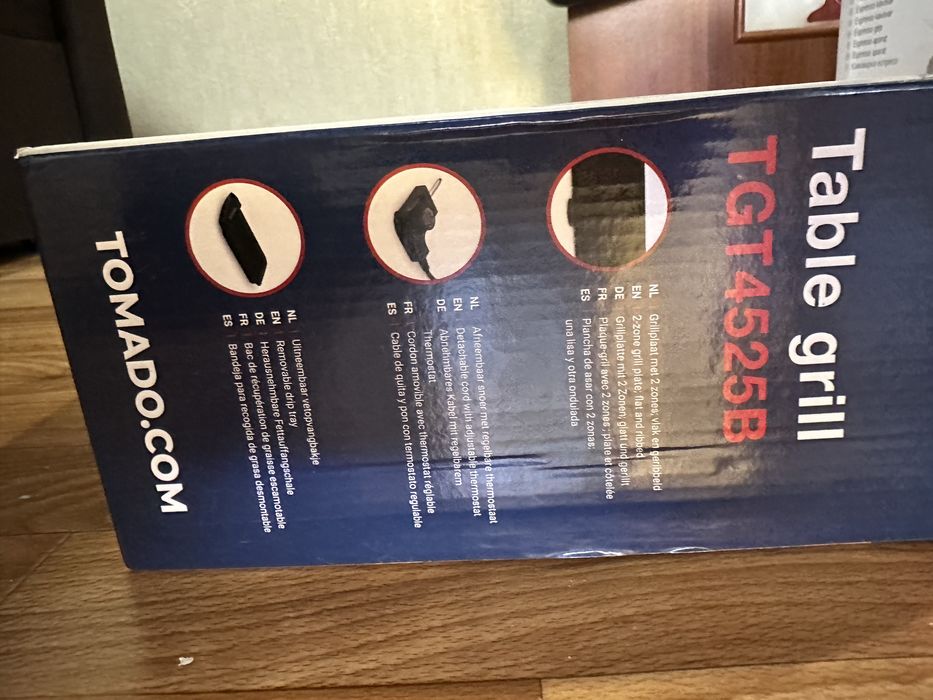 Table grill
TGT4525B
NL Grillplaat met 2 zones; vlak en geribbeld
EN 2-zone grill plate, flat and ribbed
DE Grillplatte mit 2 Zonen, glatt und gerillt
FR Plaque gril avec 2 zones ; plate et côtelée
ES Plancha de asar con 2 zonas:
una lisa y otra ondulada
NL Afneembaar snoer met regelbare thermostaat
EN Detachable cord with adjustable thermostat
DE Abnehmbares Kabel mit regelbarem
Thermostat
FR Cordon amovible avec thermostat réglable
ES Cable de quita y pon con termostato regulable
NL Uitneembaar vetopvangbakje
EN Removable drip tray
DE Herausnehmbare Fettauffangschale
FR Bac de récupération de graisse escamotable
ES Bandeja para recogida de grasa desmontable
TOMADO.COM